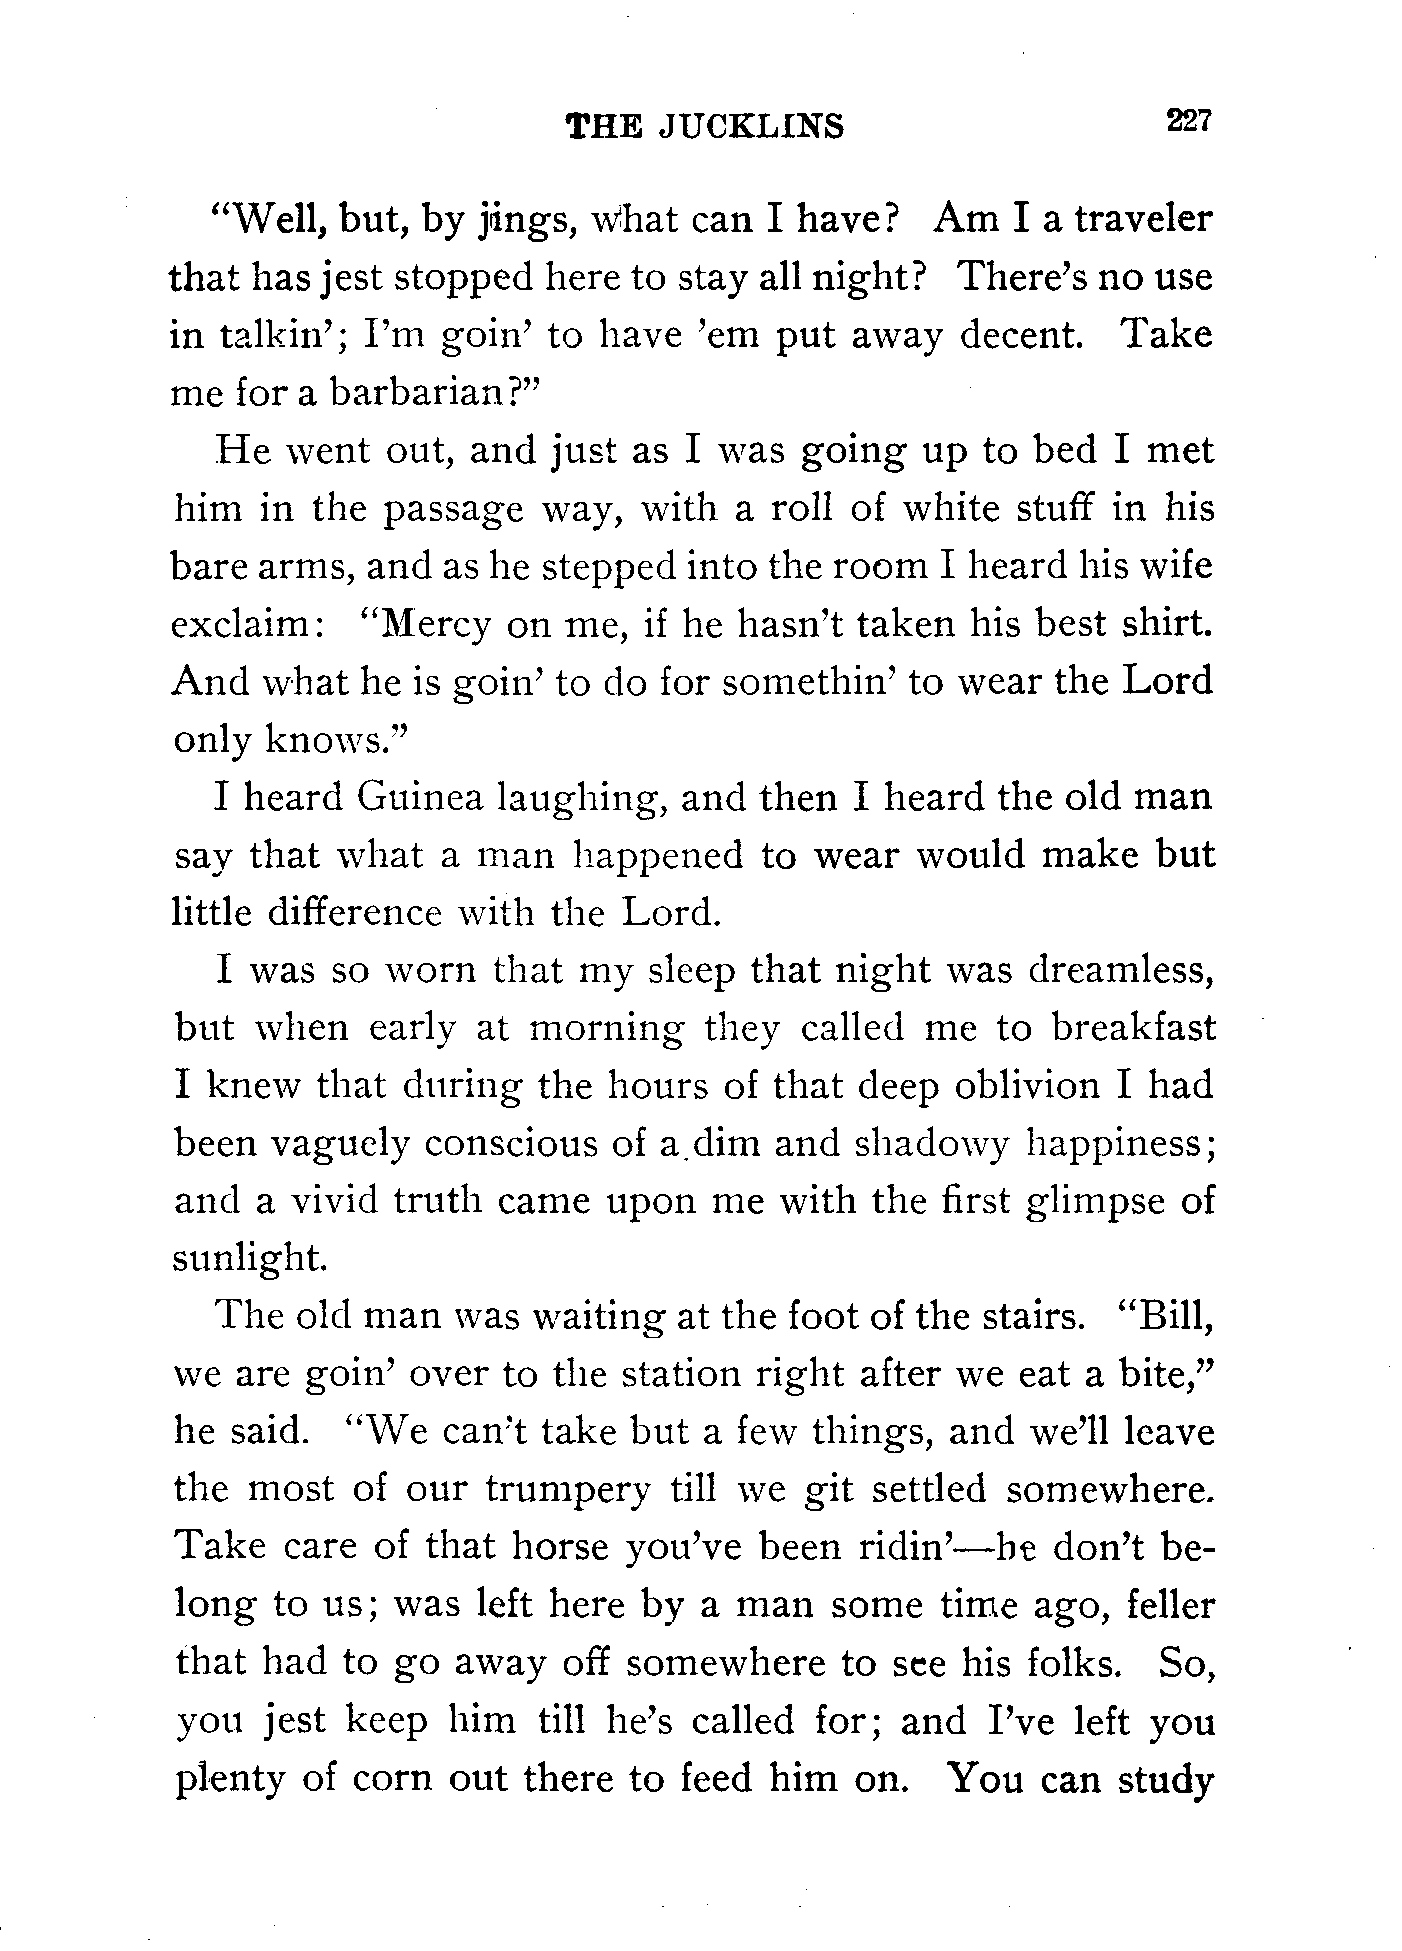 THE JUCKLINS 227
“Well, but, by jings, what can I have? Am I a traveler
that has jest stopped here to stay all night? There’s no use
in talkin’; I’m goin’ to have ’em put away decent. Take
me for a barbarian?”
He went out, and just as I was going up to bed I met
him in the passage way, with a roll of white stuff in his
bare arms, and as he stepped into the room I heard his wife
exclaim: “Mercy on me, if he hasn’t taken his best shirt.
And what he is goin’ to do for somethin’ to wear the Lord
only knows.”
I heard Guinea laughing, and then I heard the old man
say that what a man happened to wear would make but
little difference with the Lord.
I was so worn that my sleep that night was dreamless,
but when early at morning they called me to breakfast
I knew that during the hours of that deep oblivion I had
been vaguely conscious of a dim and shadowy happiness;
and a vivid truth came upon me with the first glimpse of
sunlight.
The old man was waiting at the foot of the stairs. “Bill,
we are goin’ over to the station right after we eat a bite,”
he said. “We can’t take but a few things, and we’ll leave
the most of our trumpery till we git settled somewhere.
Take care of that horse you’ve been ridin’—he don’t be-
long to us; was left here by a man some time ago, feller
that had to go away off somewhere to see his folks. So,
you jest keep him till he’s called for; and I’ve left you
plenty of corn out there to feed him on. You can study